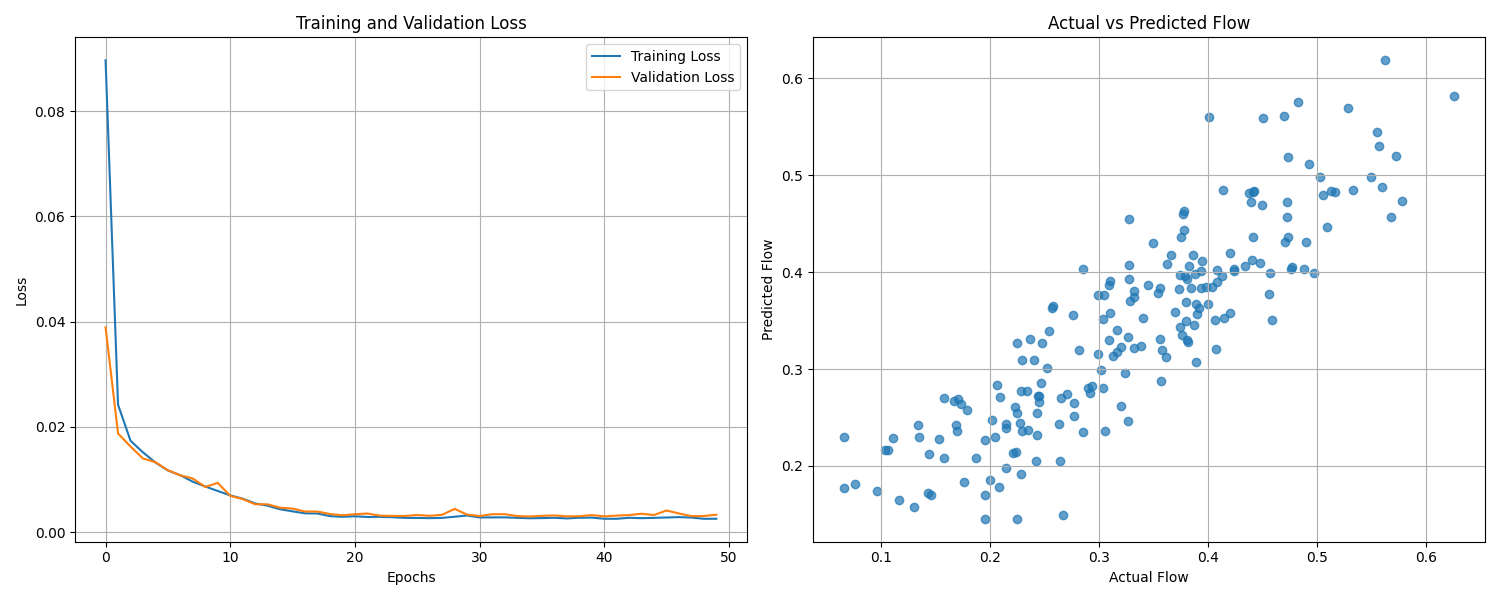 Training and Validation Loss
Training Loss
Validation Loss
0.08
0.06
0.04
0.02
0.00
Loss
0
10
20
30
40
50
Epochs
Actual vs Predicted Flow
0.6
0.5
0.4
0.3
0.2
Predicted Flow
0.1
0.2
0.3
0.4
0.5
0.6
Actual Flow